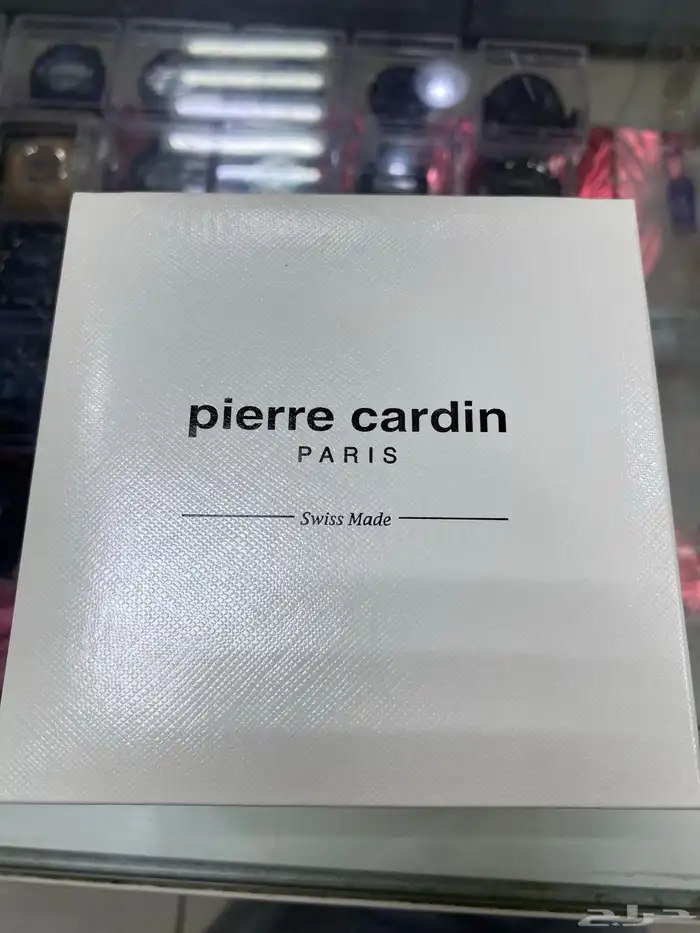 pierre cardin
PARIS
Swiss Made
حراج